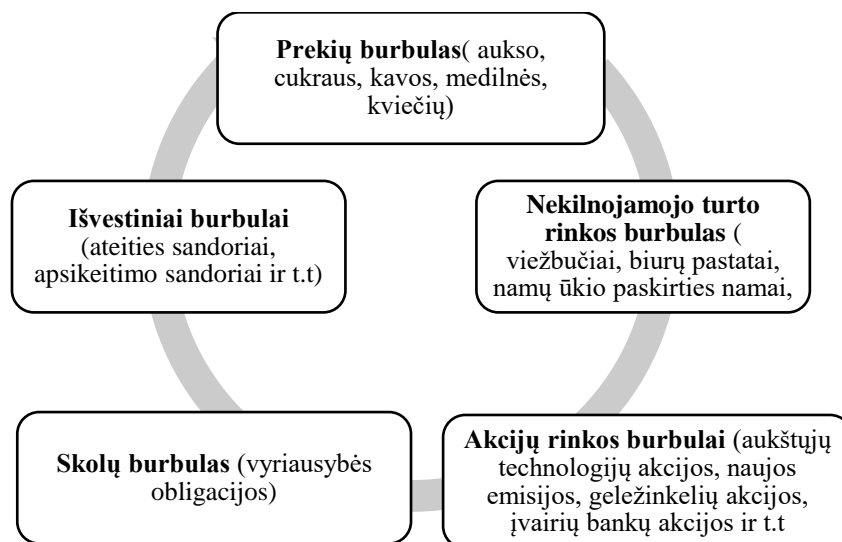 Prekių burbulas( aukso,
cukraus, kavos, medilnės,
kviečių)
Nekilnojamojo turto
rinkos burbulas (
viežbučiai, biurų pastatai,
namų ūkio paskirties namai,
Akcijų rinkos burbulai (aukštųjų
technologijų akcijos, naujos
emisijos, geležinkelių akcijos,
įvairių bankų akcijos ir t.t
Skolų burbulas (vyriausybės
obligacijos)
Išvestiniai burbulai
(ateities sandoriai,
apsikeitimo sandoriai ir t.t)